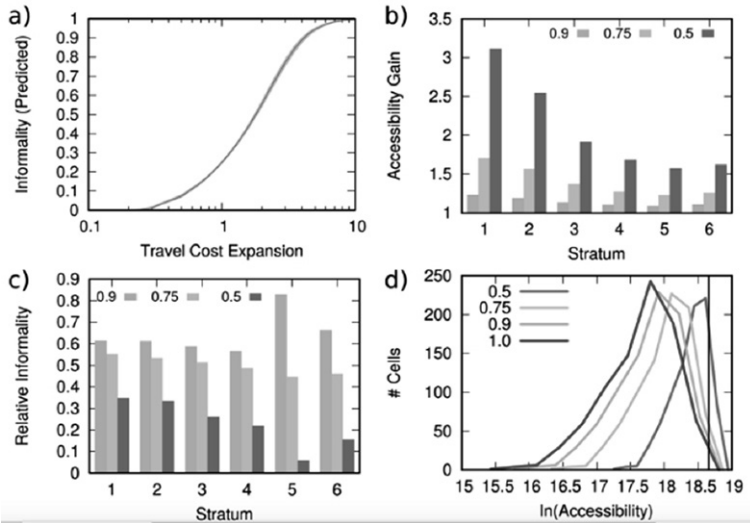 a)
1
0.9
0.8
0.7
0.6
0.5
0.4
0.3
0.2
0.1
0
Informality (Predicted)
0.1 1 10
Travel Cost Expansion
b)
3.5
3
2.5
2
1.5
1
Accessibility Gain
0.9 0.75 0.5
1 2 3 4 5 6
Stratum
c)
0.9
0.8
0.7
0.6
0.5
0.4
0.3
0.2
0.1
0
Relative Informality
0.9 0.75 0.5
1 2 3 4 5 6
Stratum
d)
250
200
150
100
50
0
# Cells
0.5
0.75
0.9
1.0
15 15.5 16 16.5 17 17.5 18 18.5 19
ln(Accessibility)